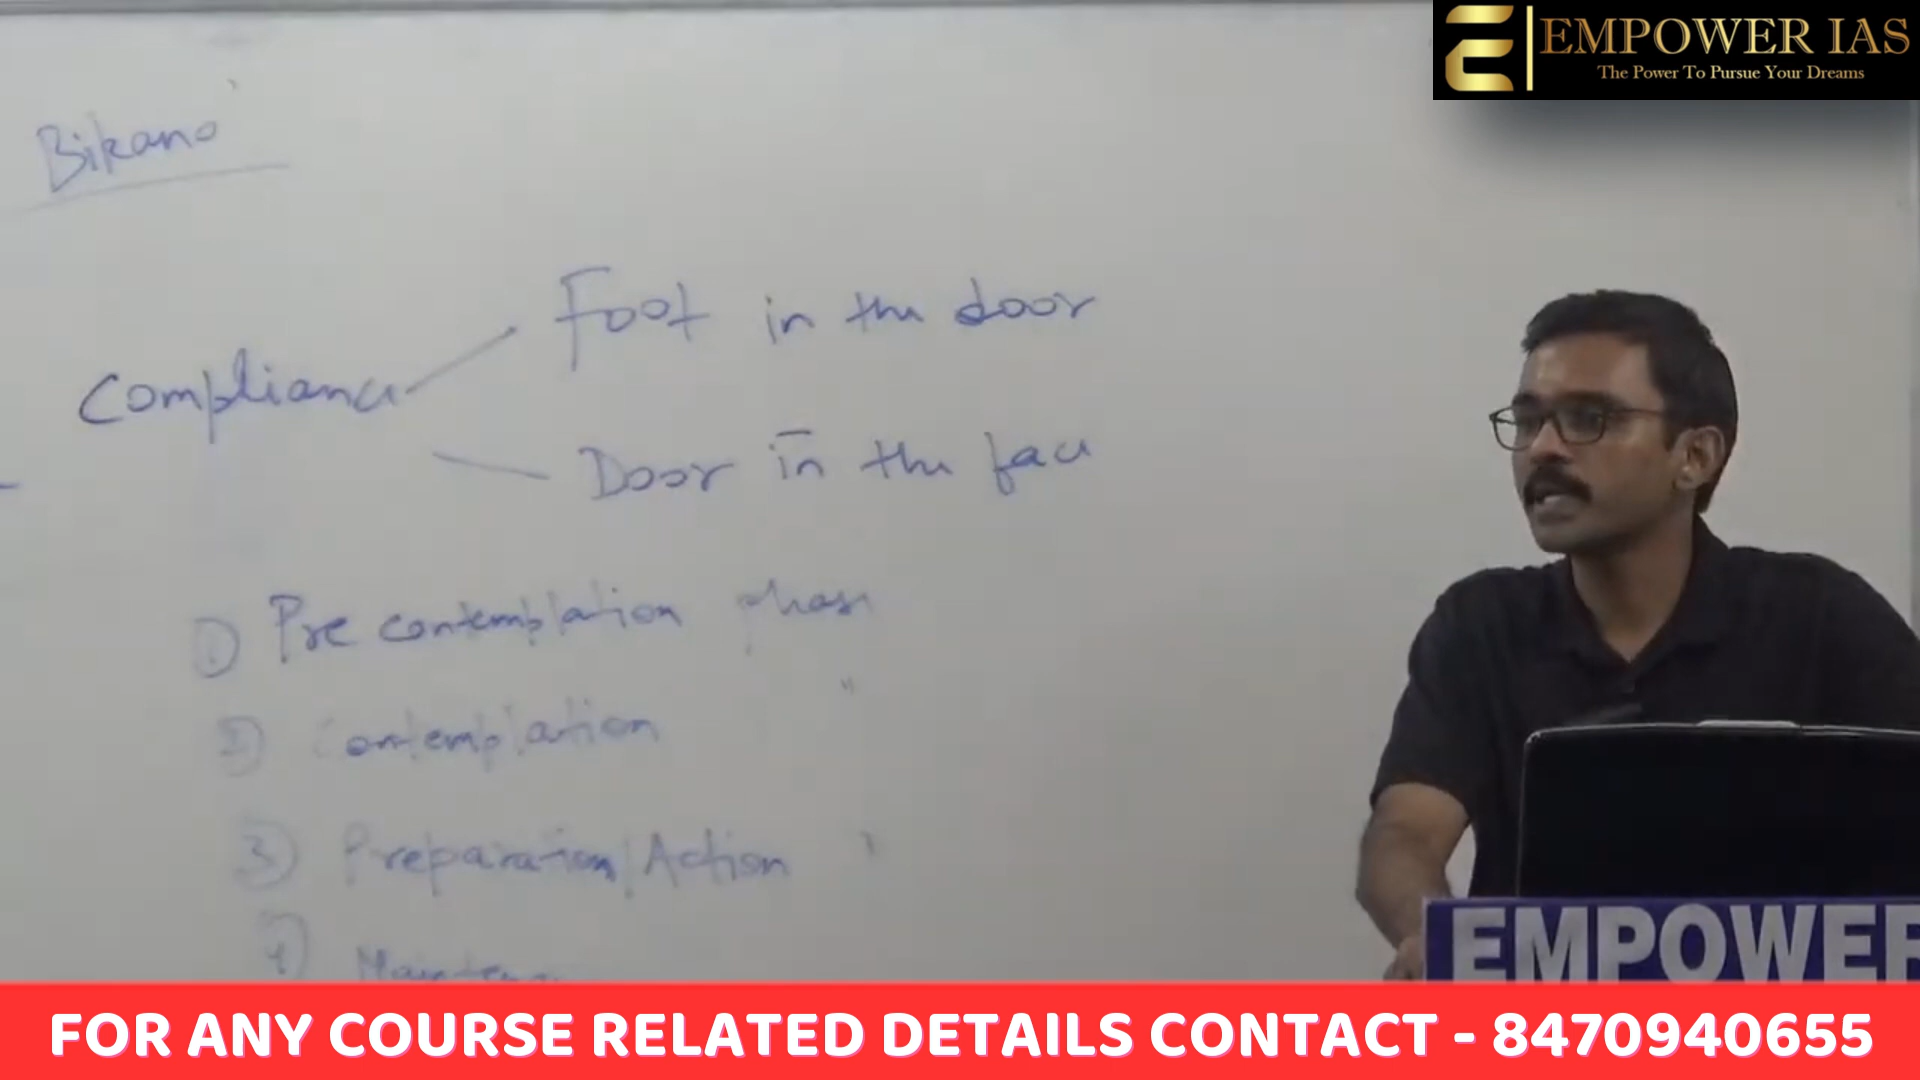 EMPOWER IAS
The Power To Pursue Your Dreams
Bikano
Compliance
Foot in the door
Door in the face
1) Pre contemplation phase
2) Contemplation "
3) Preparation/Action "
4)
EMPOWER
FOR ANY COURSE RELATED DETAILS CONTACT - 8470940655